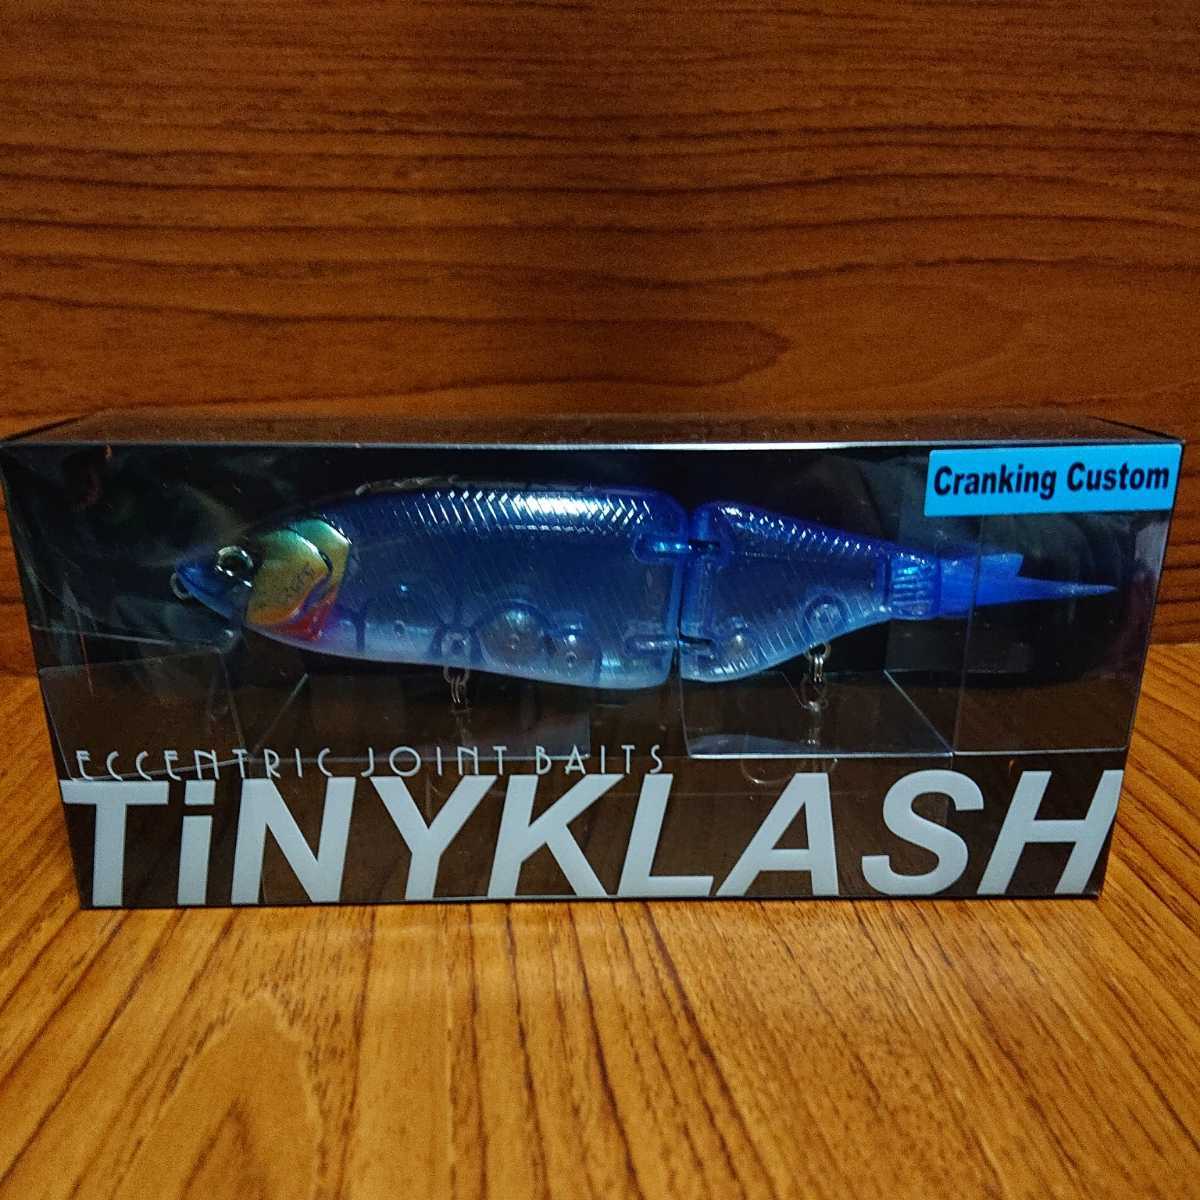 Cranking Custom
ECCENTRIC JOINT BAITS
TiNYKLASH